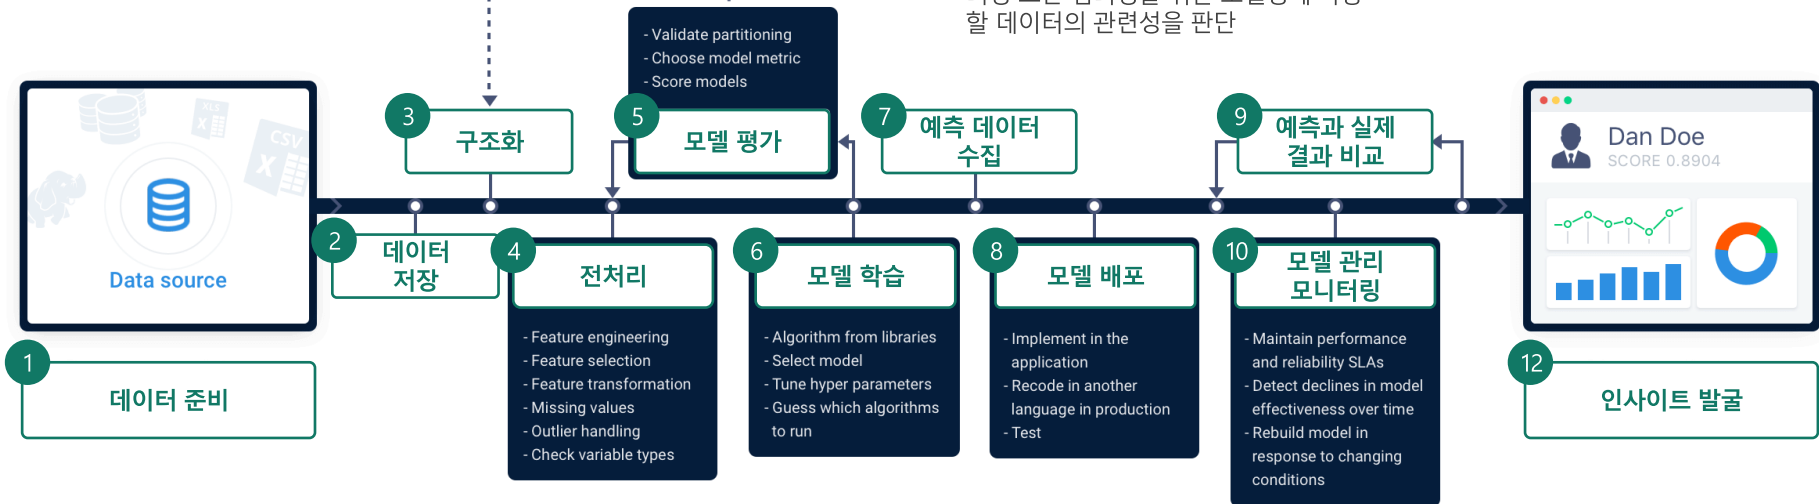 할 데이터의 관련성을 판단
- Validate partitioning
- Choose model metric
- Score models
XLS
X
CSV
X
Data source
1
데이터 준비
2
데이터
저장
3
구조화
4
전처리
- Feature engineering
- Feature selection
- Feature transformation
- Missing values
- Outlier handling
- Check variable types
5
모델 평가
6
모델 학습
- Algorithm from libraries
- Select model
- Tune hyper parameters
- Guess which algorithms
to run
7
예측 데이터
수집
8
모델 배포
- Implement in the
application
- Recode in another
language in production
- Test
9
예측과 실제
결과 비교
10
모델 관리
모니터링
- Maintain performance
and reliability SLAs
- Detect declines in model
effectiveness over time
- Rebuild model in
response to changing
conditions
Dan Doe
SCORE 0.8904
12
인사이트 발굴